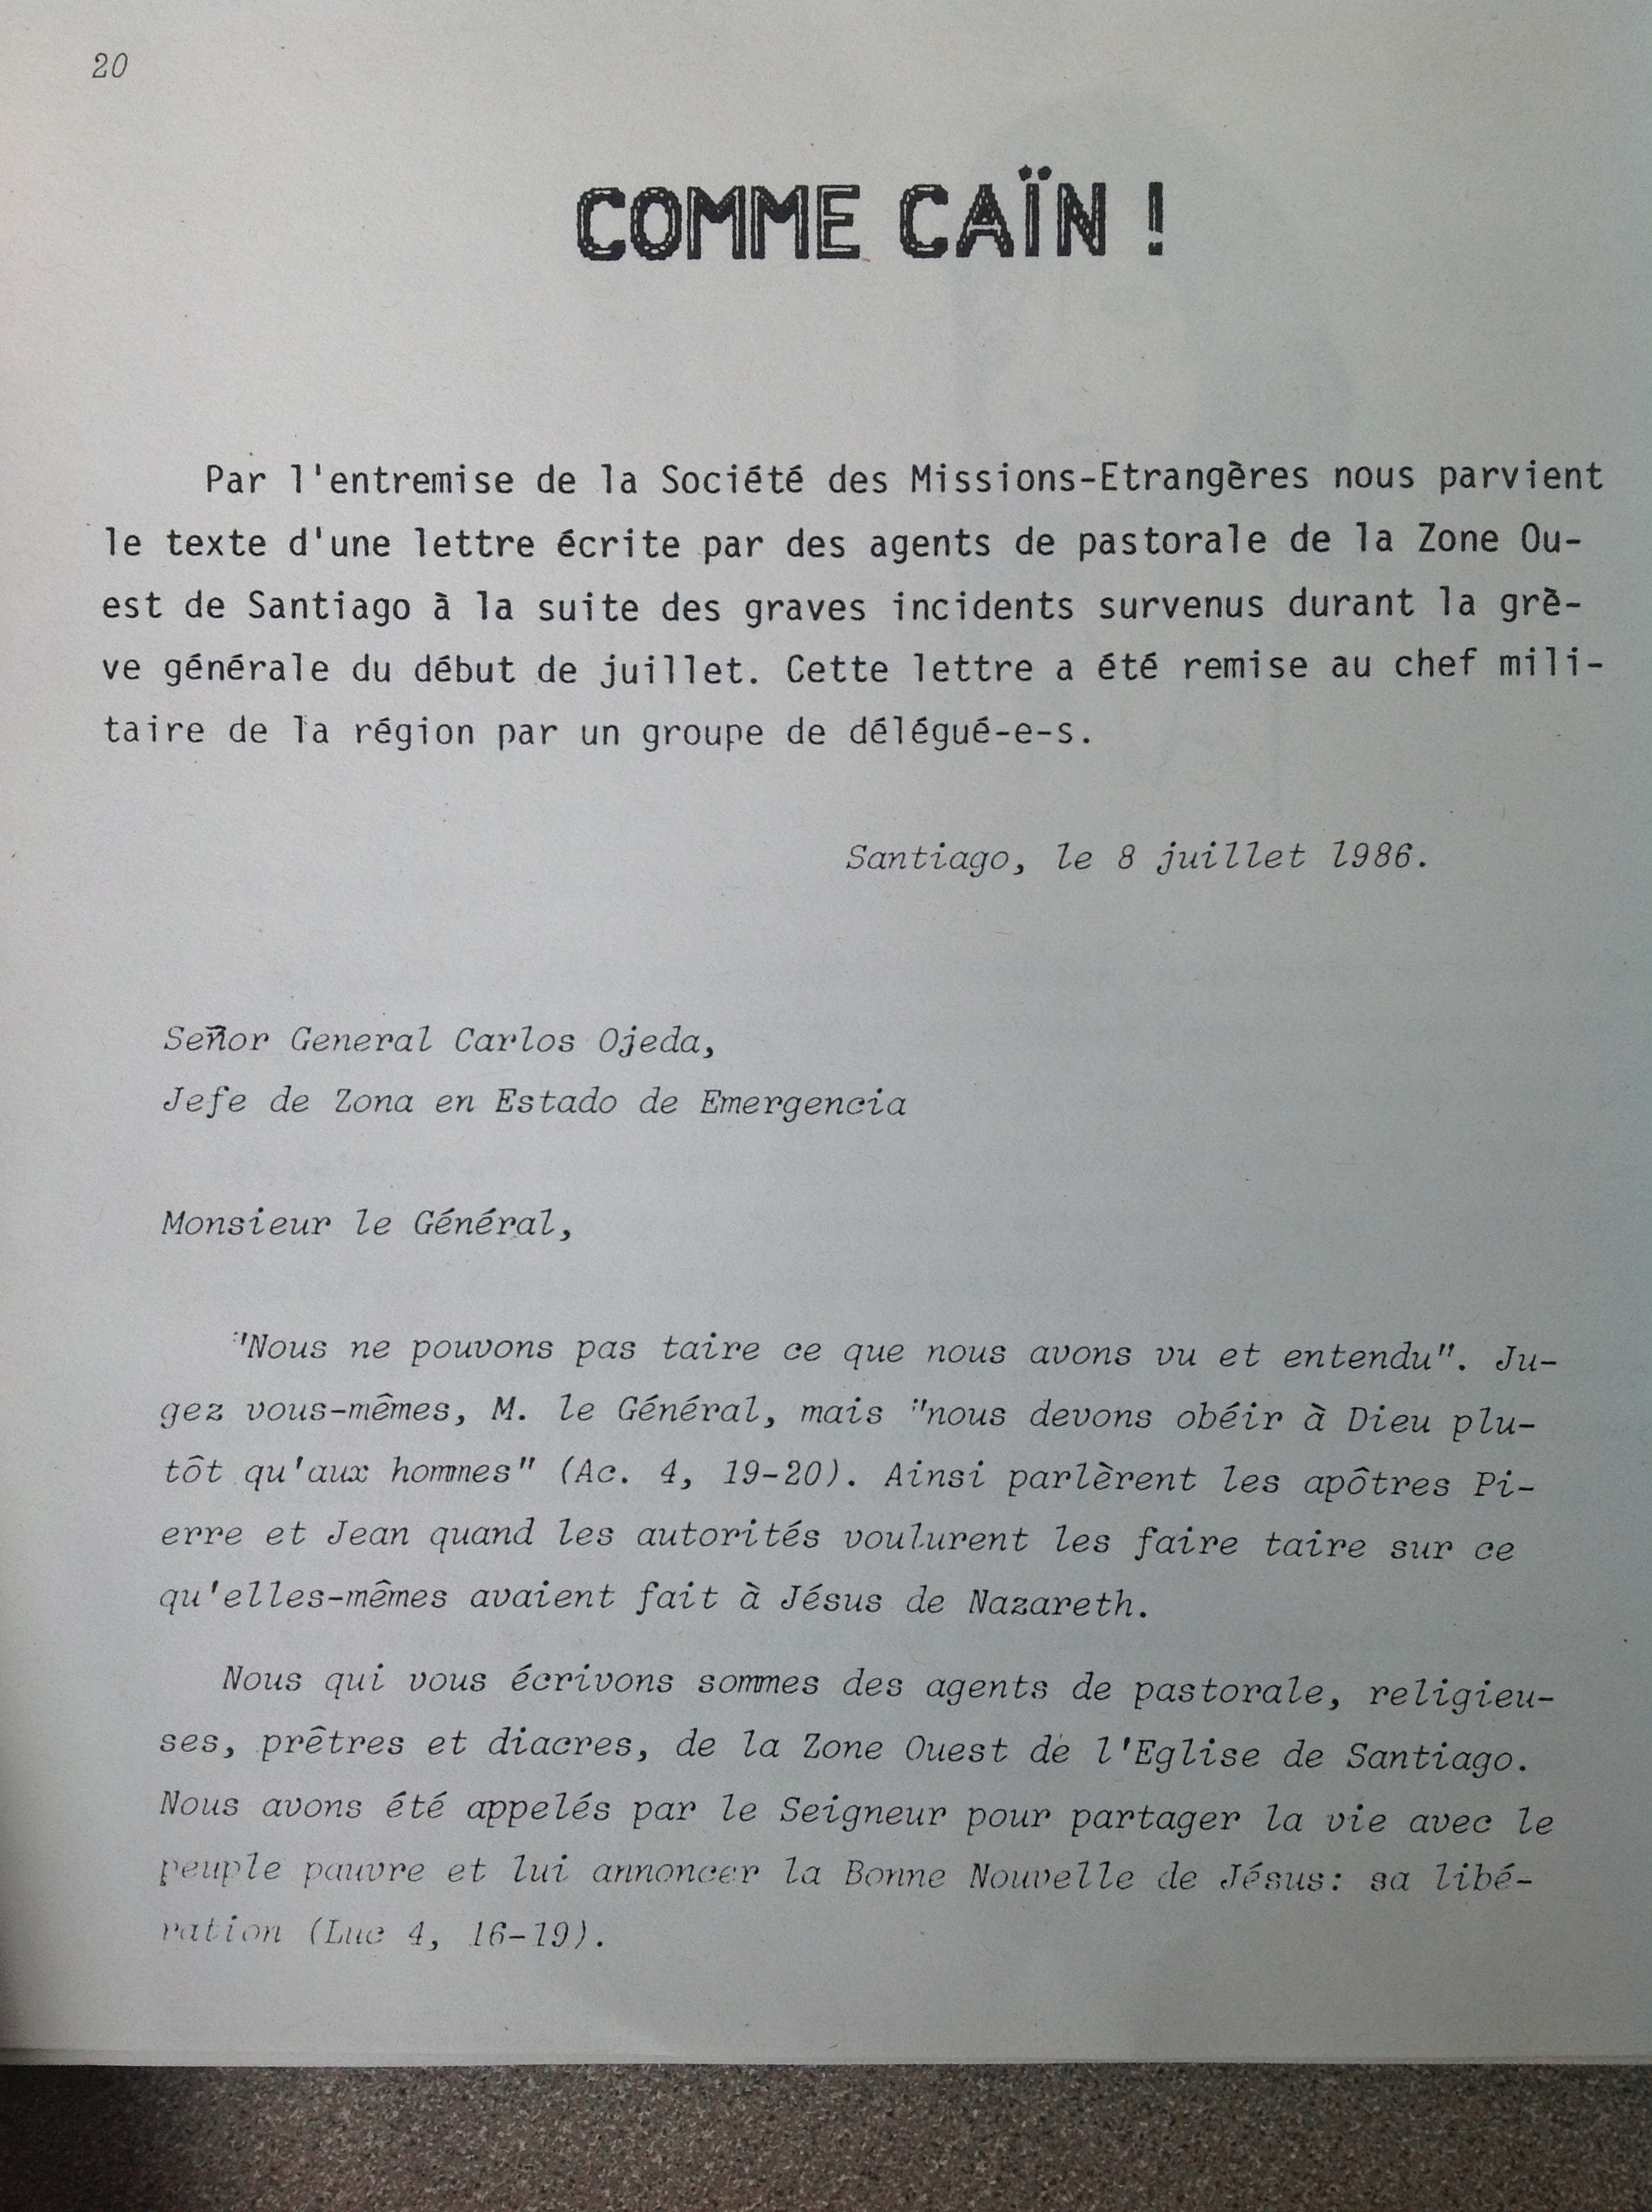 20
COMME CAÏN !
Par l'entremise de la Société des Missions-Etrangères nous parvient
le texte d'une lettre écrite par des agents de pastorale de la Zone Ou-
est de Santiago à la suite des graves incidents survenus durant la grè-
ve générale du début de juillet. Cette lettre a été remise au chef mili-
taire de la région par un groupe de délégué-e-s.
Santiago, le 8 juillet 1986.
Señor General Carlos Ojeda,
Jefe de Zona en Estado de Emergencia
Monsieur le Général,
"Nous ne pouvons pas taire ce que nous avons vu et entendu". Ju-
gez vous-mêmes, M. le Général, mais "nous devons obéir à Dieu plu-
tôt qu'aux hommes" (Ac. 4, 19-20). Ainsi parlèrent les apôtres Pi-
erre et Jean quand les autorités voulurent les faire taire sur ce
qu'elles-mêmes avaient fait à Jésus de Nazareth.
Nous qui vous écrivons sommes des agents de pastorale, religieu-
ses, prêtres et diacres, de la Zone Ouest de l'Eglise de Santiago.
Nous avons été appelés par le Seigneur pour partager la vie avec le
peuple pauvre et lui annoncer la Bonne Nouvelle de Jésus: sa libé-
ration (Luc 4, 16-19).